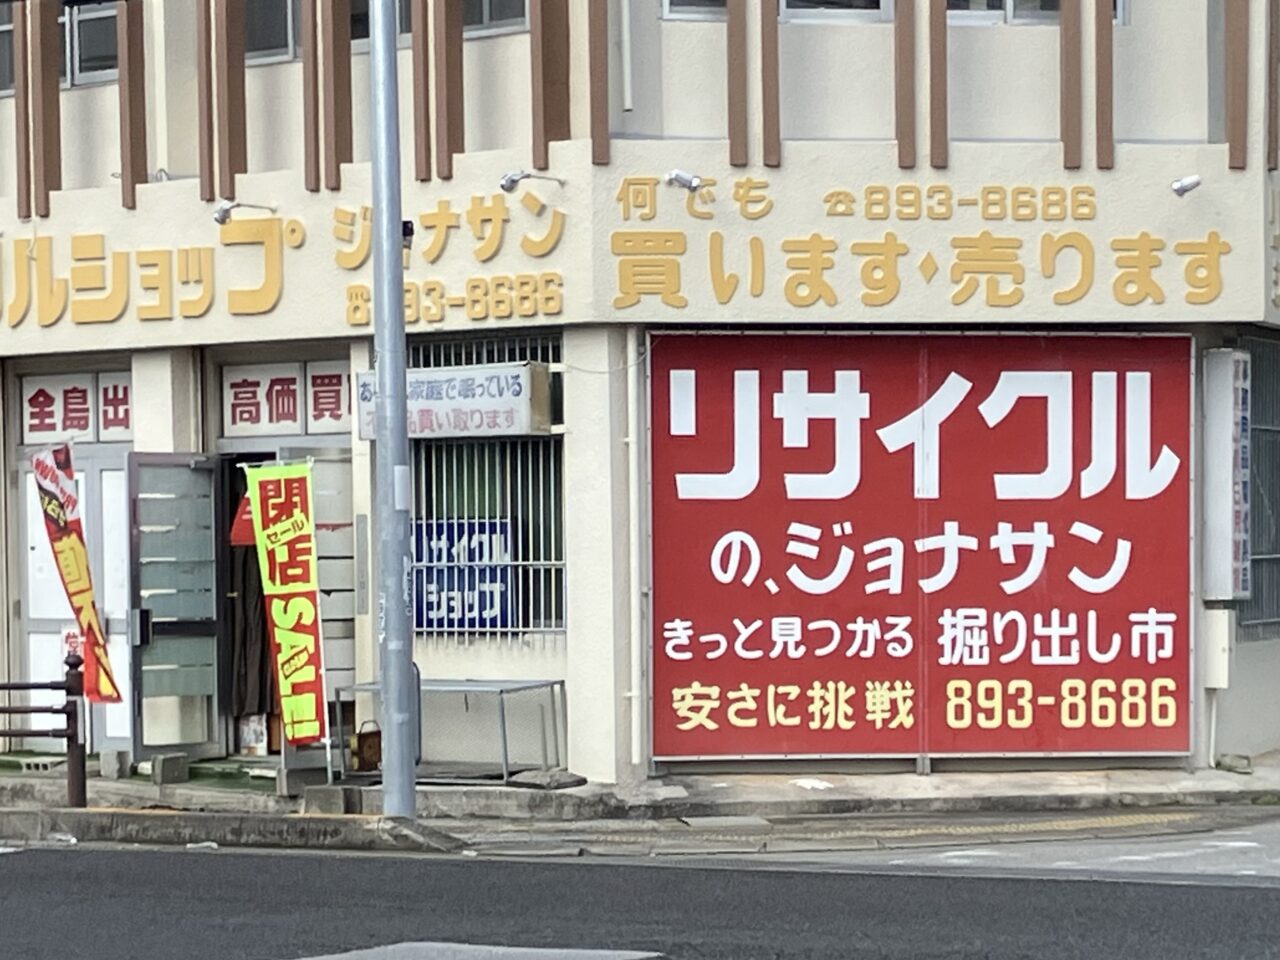 ルショップ
ジョナサン
93-8686
何でも ☎893-8686
買います・売ります
全島出
高価買
家庭で眠っている
品買い取ります
閉店
セール
SALE!!
リサイクル
ショップ
リサイクル
の、ジョナサン
きっと見つかる 掘り出し市
安さに挑戦 893-8686